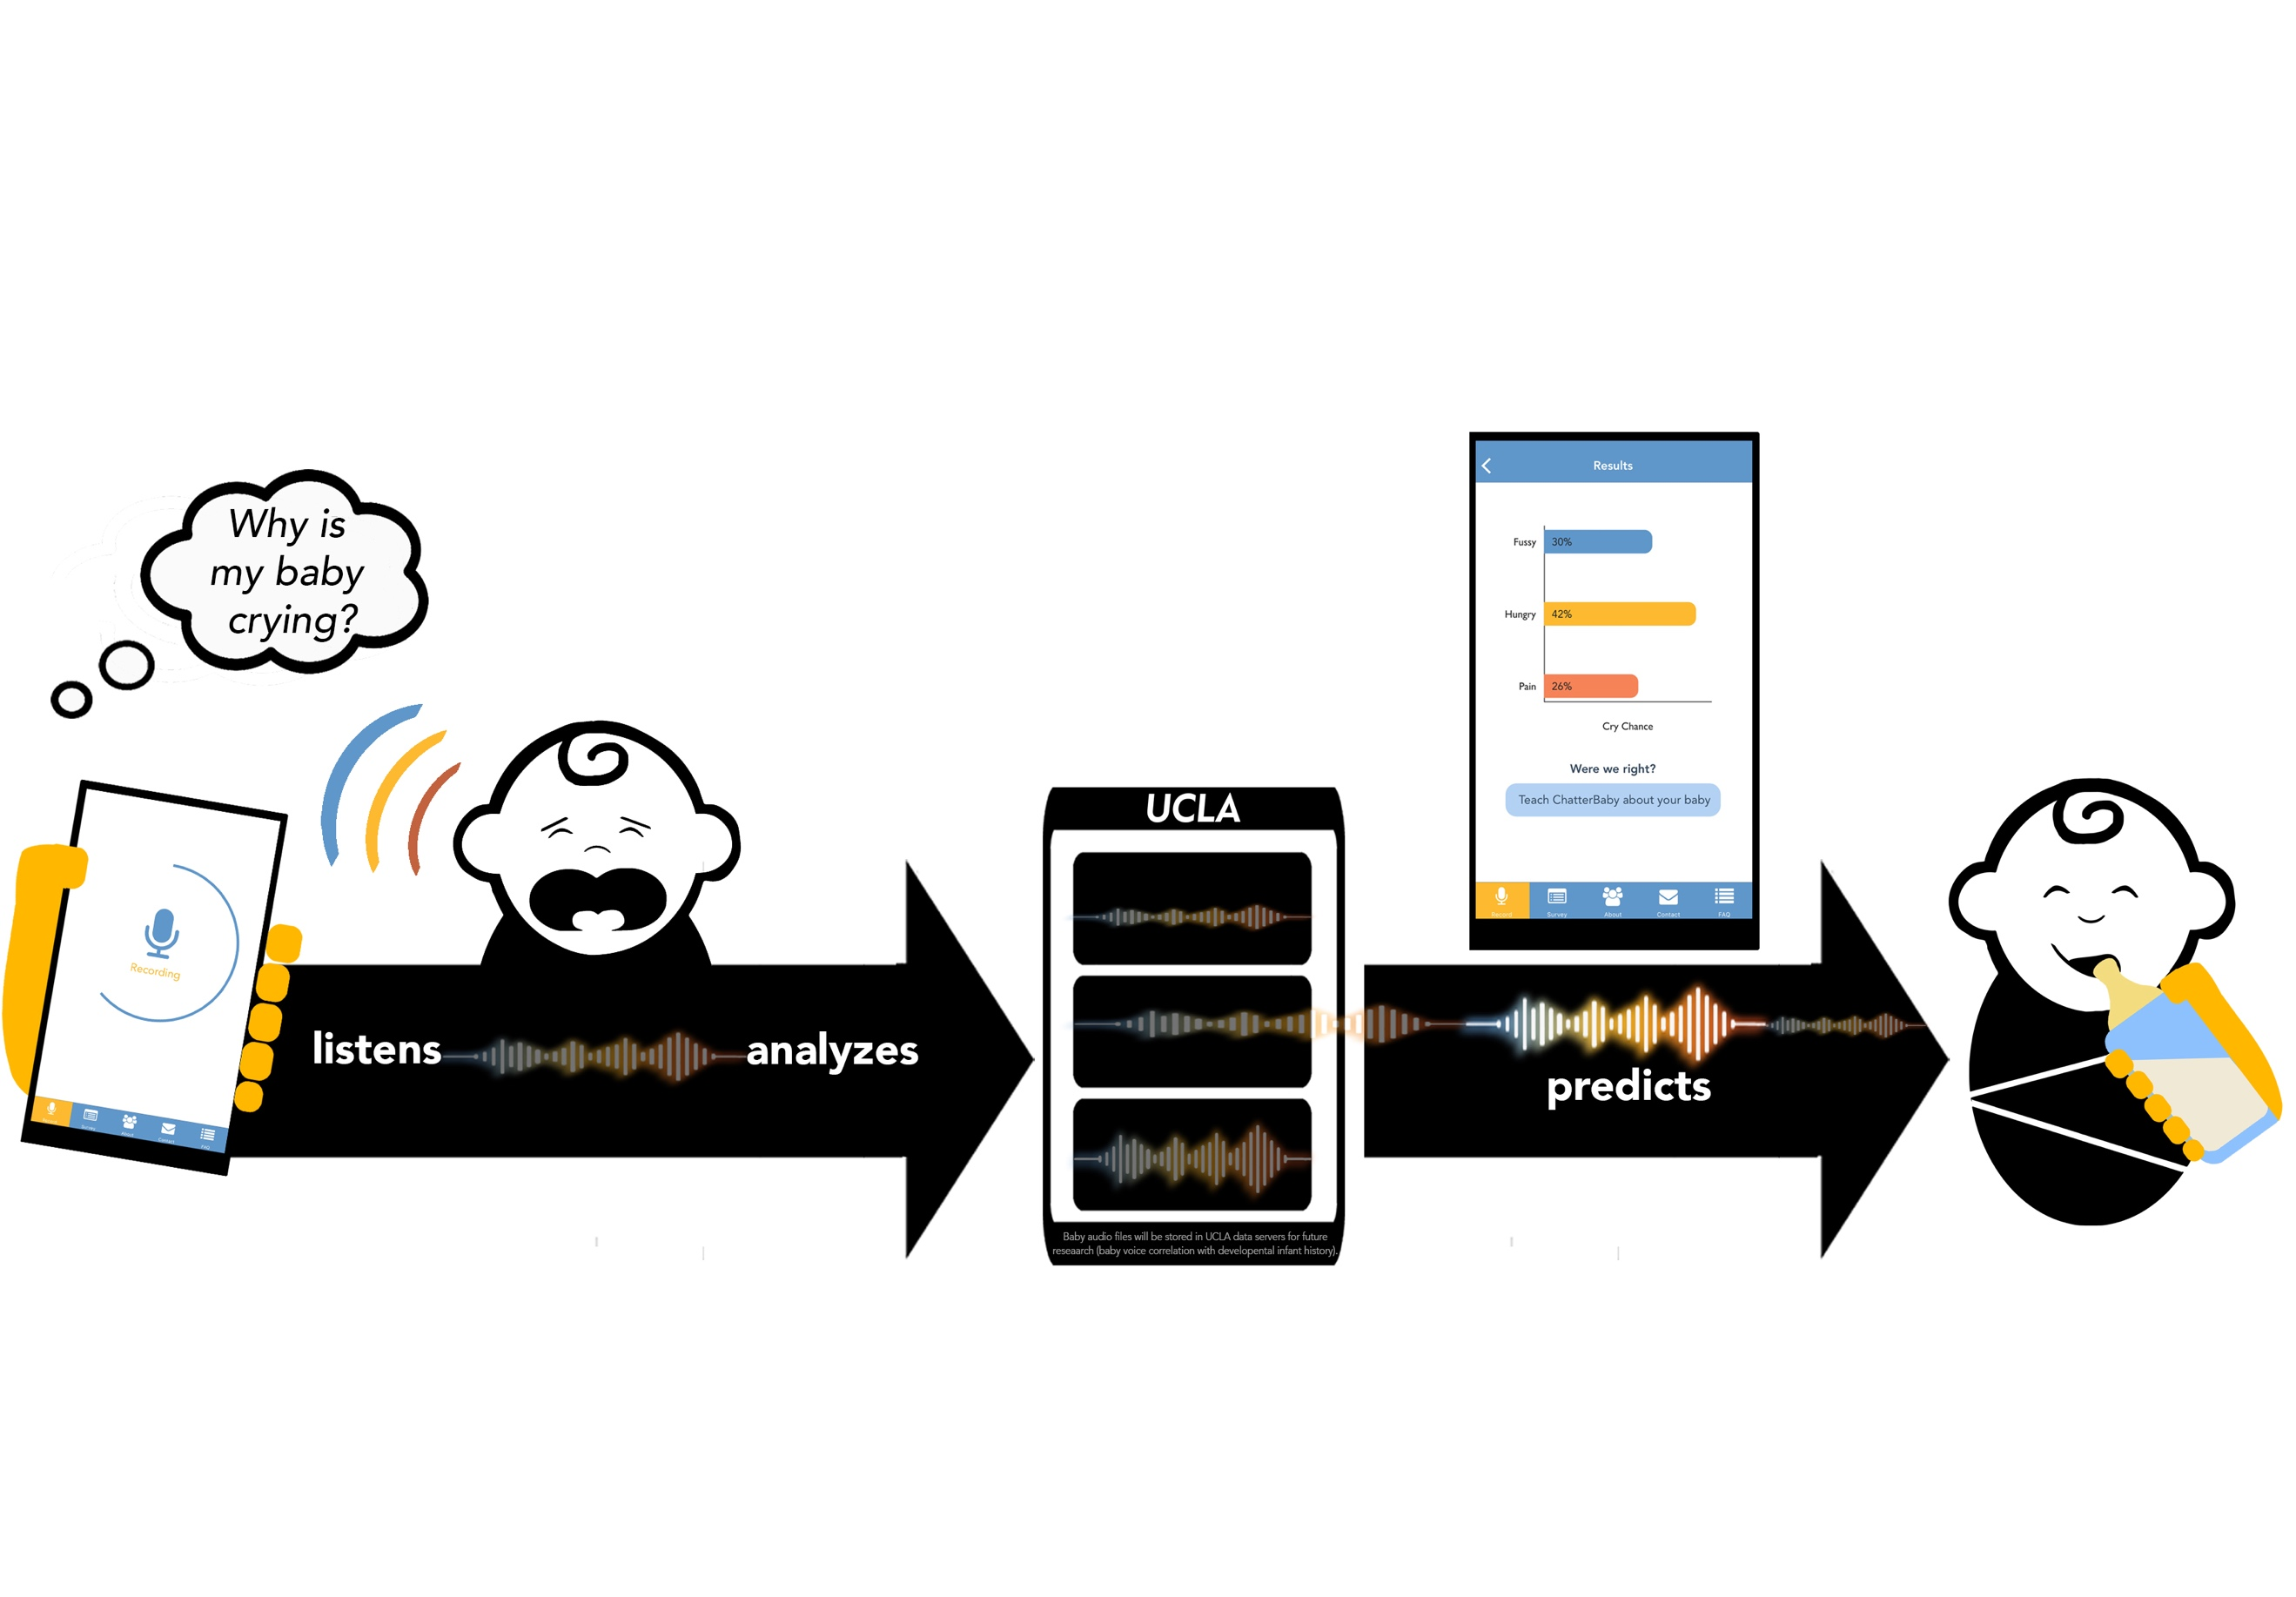 Why is
my baby
crying?
Recording
listens
analyzes
UCLA
Baby audio files will be stored in UCLA data servers for future
reseaarch (baby voice correlation with developental infant history).
Results
Fussy
30%
Hungry
42%
Pain
26%
Cry Chance
Were we right?
Teach ChatterBaby about your baby
Record
Survey
About
Contact
FAQ
predicts